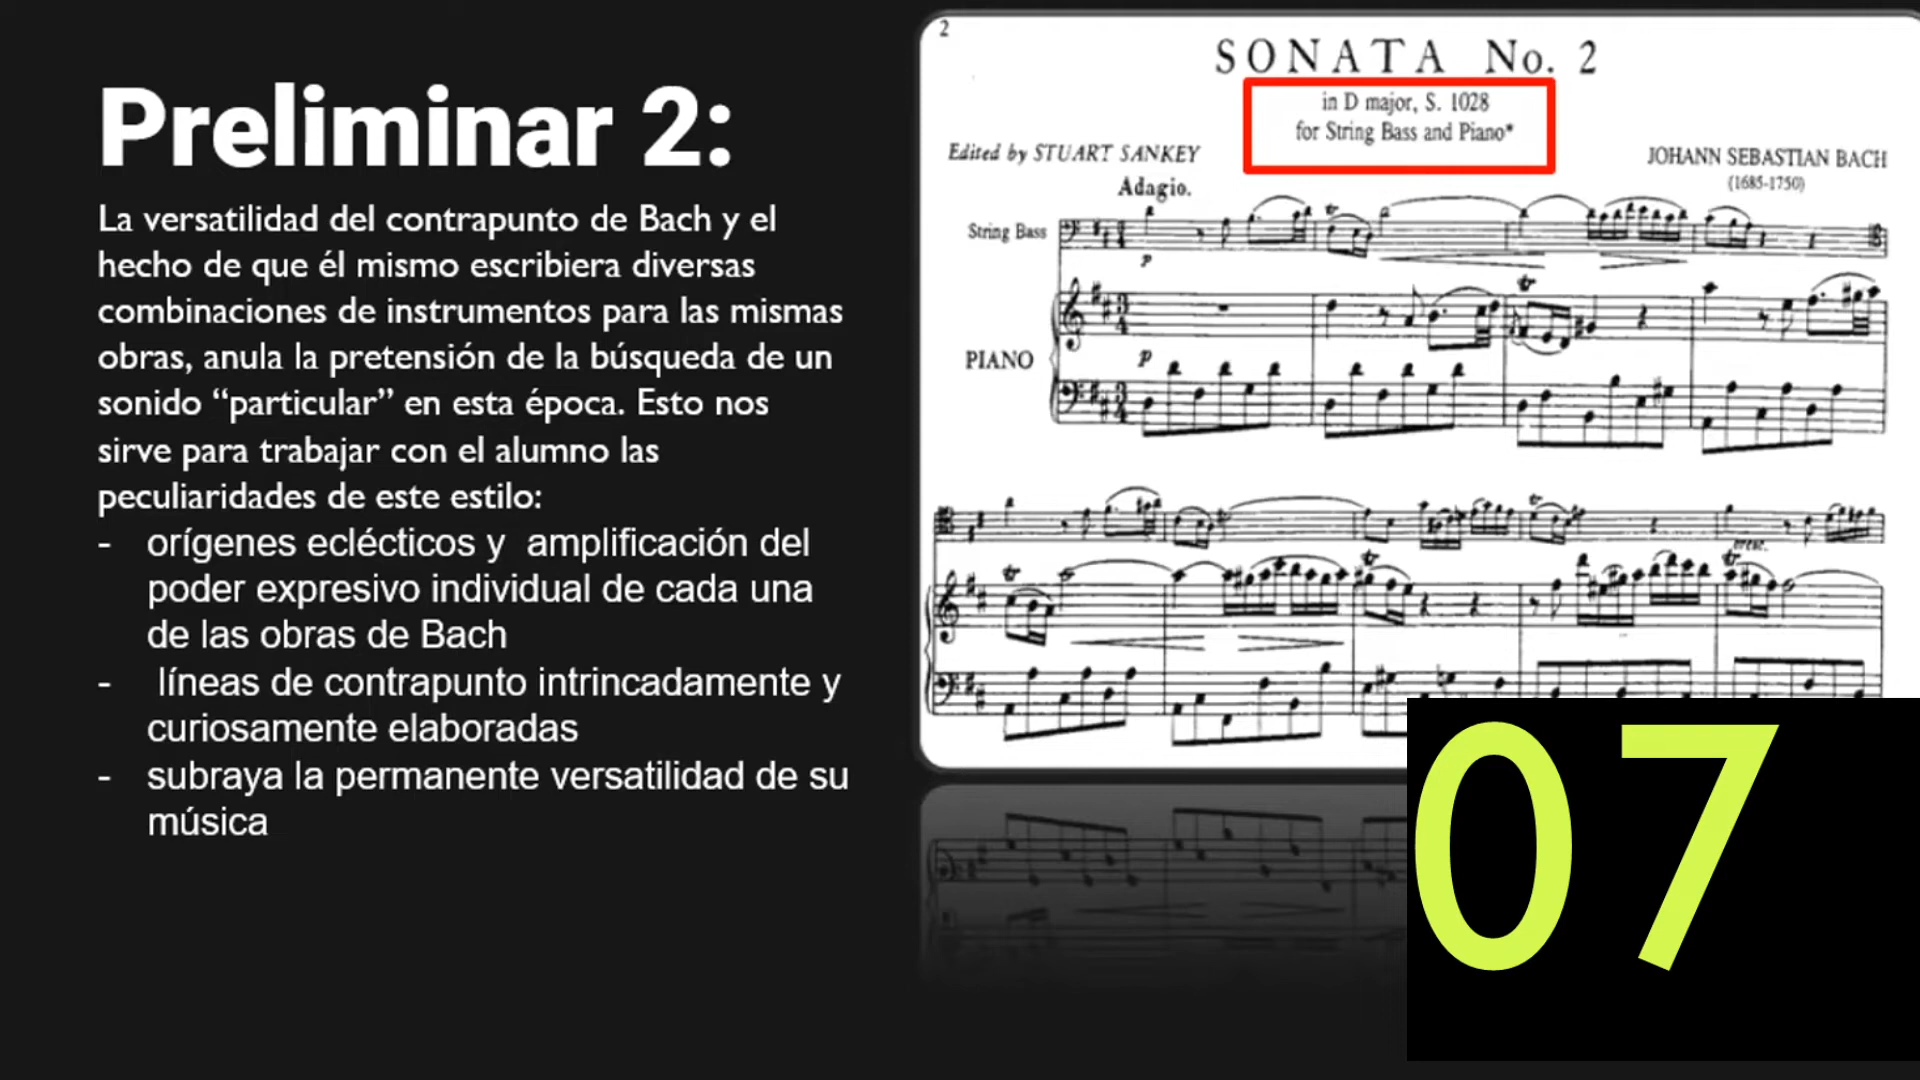 Preliminar 2:
La versatilidad del contrapunto de Bach y el
hecho de que él mismo escribiera diversas
combinaciones de instrumentos para las mismas
obras, anula la pretensión de la búsqueda de un
sonido “particular” en esta época. Esto nos
sirve para trabajar con el alumno las
peculiaridades de este estilo:
- orígenes eclécticos y  amplificación del
poder expresivo individual de cada una
de las obras de Bach
- líneas de contrapunto intrincadamente y
curiosamente elaboradas
- subraya la permanente versatilidad de su
música
2
SONATA No. 2
in D major, S. 1028
for String Bass and Piano*
Edited by STUART SANKEY
JOHANN SEBASTIAN BACH
(1685-1750)
Adagio.
String Bass
p
PIANO
p
cresc.
07